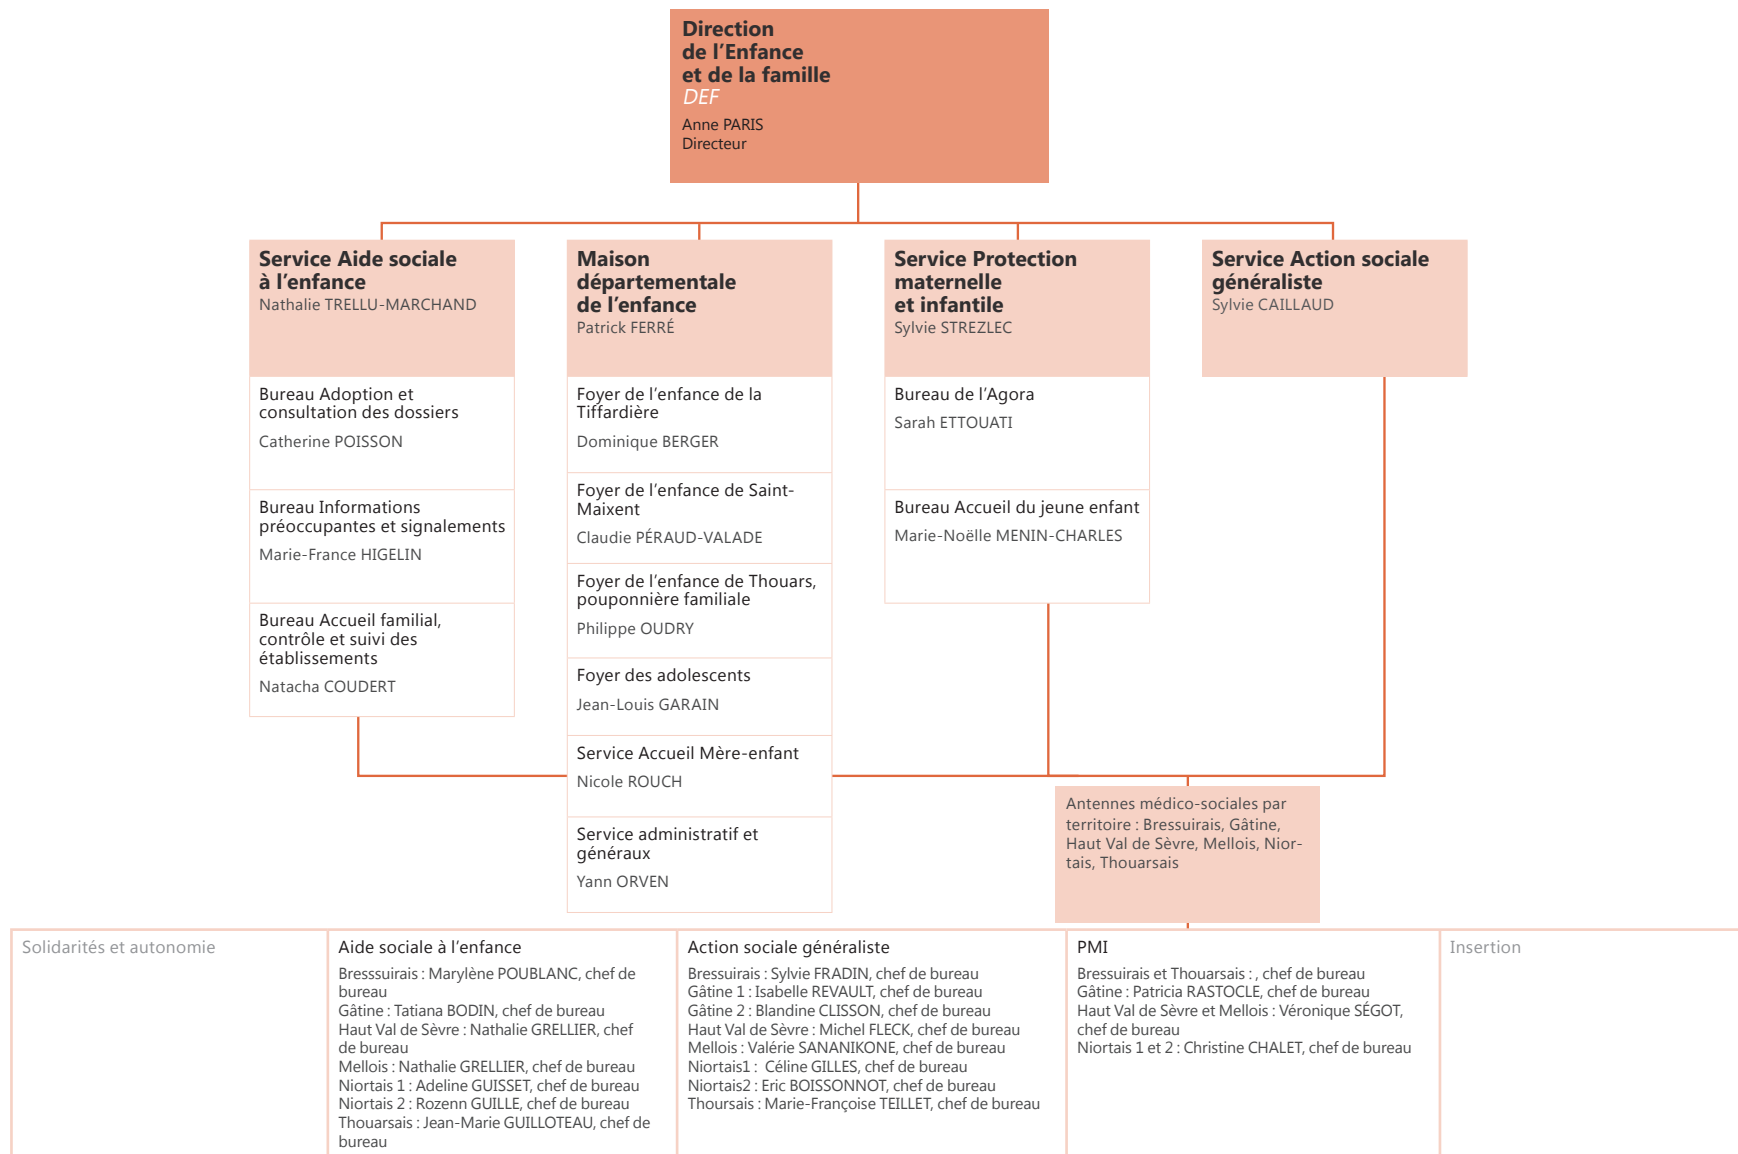 Direction
de l'Enfance
et de la famille
DEF
Anne PARIS
Directeur
Service Aide sociale
à l'enfance
Nathalie TRELLU-MARCHAND
Bureau Adoption et
consultation des dossiers
Catherine POISSON
Bureau Informations
préoccupantes et signalements
Marie-France HIGELIN
Bureau Accueil familial,
contrôle et suivi des
établissements
Natacha COUDERT
Maison
départementale
de l'enfance
Patrick FERRÉ
Foyer de l'enfance de la
Tiffardière
Dominique BERGER
Foyer de l'enfance de Saint-
Maixent
Claudie PÉRAUD-VALADE
Foyer de l'enfance de Thouars,
pouponnière familiale
Philippe OUDRY
Foyer des adolescents
Jean-Louis GARAIN
Service Accueil Mère-enfant
Nicole ROUCH
Service administratif et
généraux
Yann ORVEN
Service Protection
maternelle
et infantile
Sylvie STREZLEC
Bureau de l'Agora
Sarah ETTOUATI
Bureau Accueil du jeune enfant
Marie-Noëlle MENIN-CHARLES
Service Action sociale
généraliste
Sylvie CAILLAUD
Antennes médico-sociales par
territoire : Bressuirais, Gâtine,
Haut Val de Sèvre, Mellois, Nior-
tais, Thouarsais
Solidarités et autonomie
Aide sociale à l'enfance
Bresssuirais : Marylène POUBLANC, chef de
bureau
Gâtine : Tatiana BODIN, chef de bureau
Haut Val de Sèvre : Nathalie GRELLIER, chef
de bureau
Mellois : Nathalie GRELLIER, chef de bureau
Niortais 1 : Adeline GUISSET, chef de bureau
Niortais 2 : Rozenn GUILLE, chef de bureau
Thouarsais : Jean-Marie GUILLOTEAU, chef de
bureau
Action sociale généraliste
Bressuirais : Sylvie FRADIN, chef de bureau
Gâtine 1 : Isabelle REVAULT, chef de bureau
Gâtine 2 : Blandine CLISSON, chef de bureau
Haut Val de Sèvre : Michel FLECK, chef de bureau
Mellois : Valérie SANANIKONE, chef de bureau
Niortais1 : Céline GILLES, chef de bureau
Niortais2 : Eric BOISSONNOT, chef de bureau
Thoursais : Marie-Françoise TEILLET, chef de bureau
PMI
Bressuirais et Thouarsais : , chef de bureau
Gâtine : Patricia RASTOCLE, chef de bureau
Haut Val de Sèvre et Mellois : Véronique SÉGOT,
chef de bureau
Niortais 1 et 2 : Christine CHALET, chef de bureau
Insertion